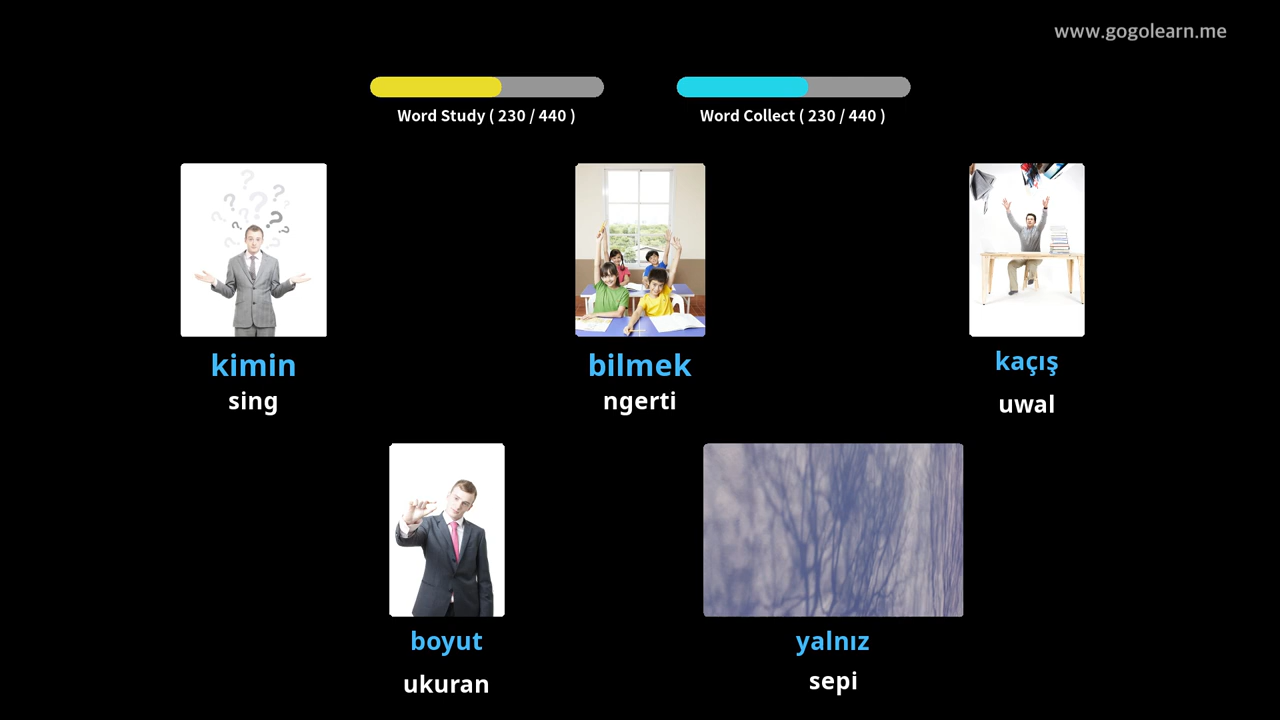 www.gogolearn.me
Word Study ( 230 / 440 )
Word Collect ( 230 / 440 )
kimin
sing
bilmek
ngerti
kaçış
uwal
boyut
ukuran
yalnız
sepi